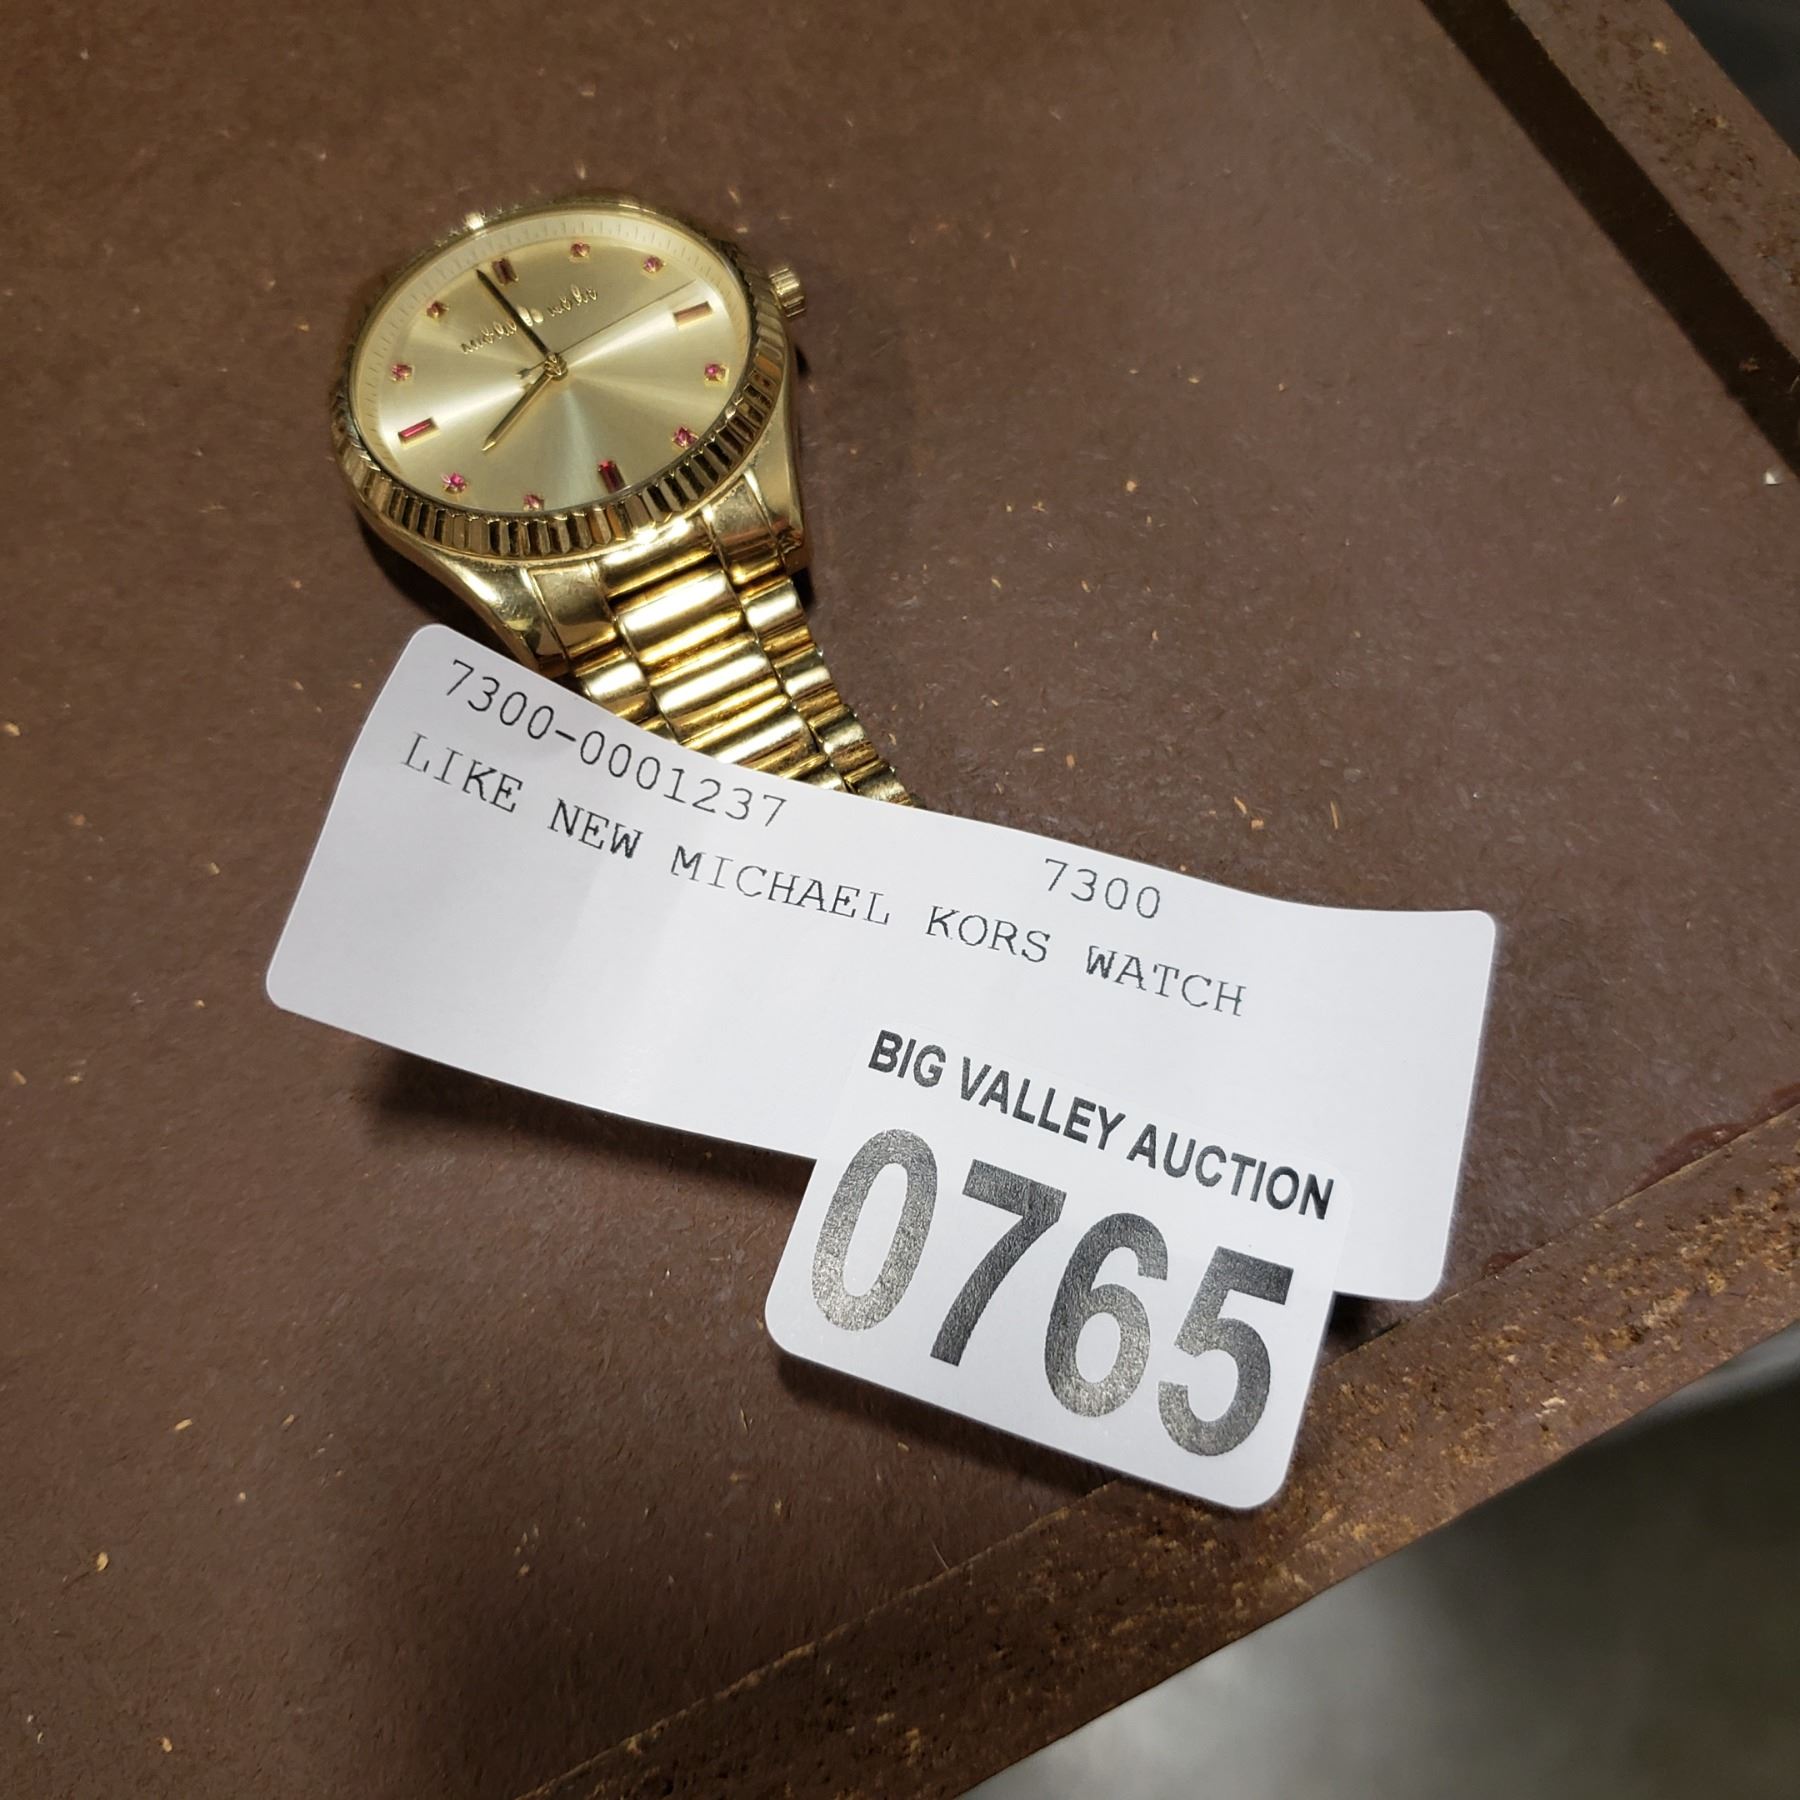 7300-0001237 7300
LIKE NEW MICHAEL KORS WATCH
BIG VALLEY AUCTION
0765